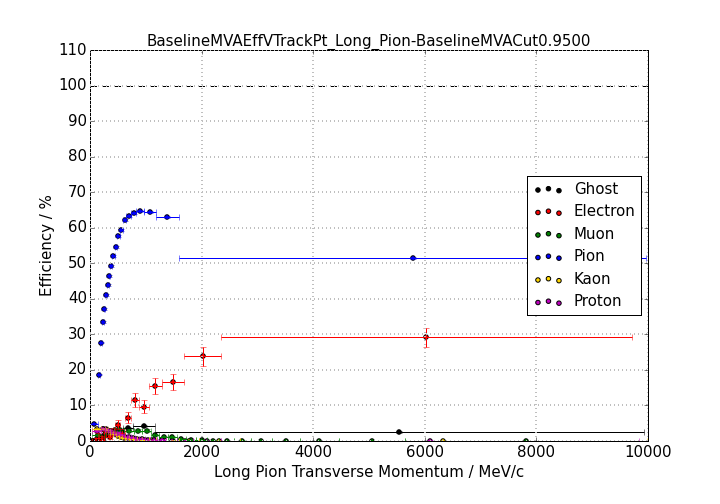 BaselineMVAEffVTrackPt_Long_Pion-BaselineMVACut0.9500
110
100
90
80
70
60
50
40
30
20
10
0
Efficiency / %
Ghost
Electron
Muon
Pion
Kaon
Proton
0 2000 4000 6000 8000 10000
Long Pion Transverse Momentum / MeV/c